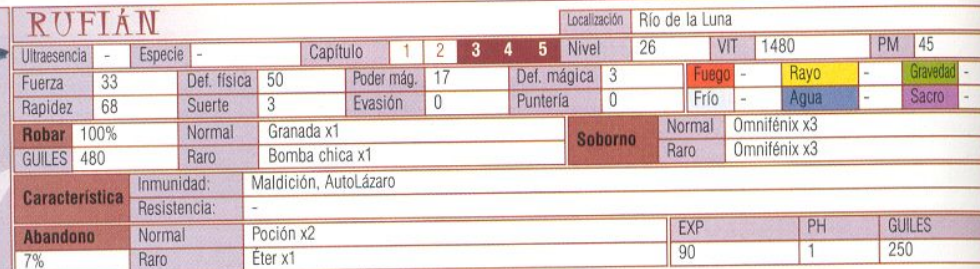 RUFIÁN Localización Río de la Luna
Ultraesencia - Especie - Capítulo 1 2 3 4 5 Nivel 26 VIT 1480 PM 45
Fuerza 33 Def. física 50 Poder mág. 17 Def. mágica 3 Fuego - Rayo - Gravedad -
Rapidez 68 Suerte 3 Evasión 0 Puntería 0 Frío - Agua - Sacro -
Robar 100% Normal Granada x1 Soborno Normal Omnifénix x3
GUILES 480 Raro Bomba chica x1 Raro Omnifénix x3
Característica Inmunidad: Maldición, AutoLázaro
Resistencia: -
Abandono Normal Poción x2 EXP PH GUILES
7% Raro Éter x1 90 1 250